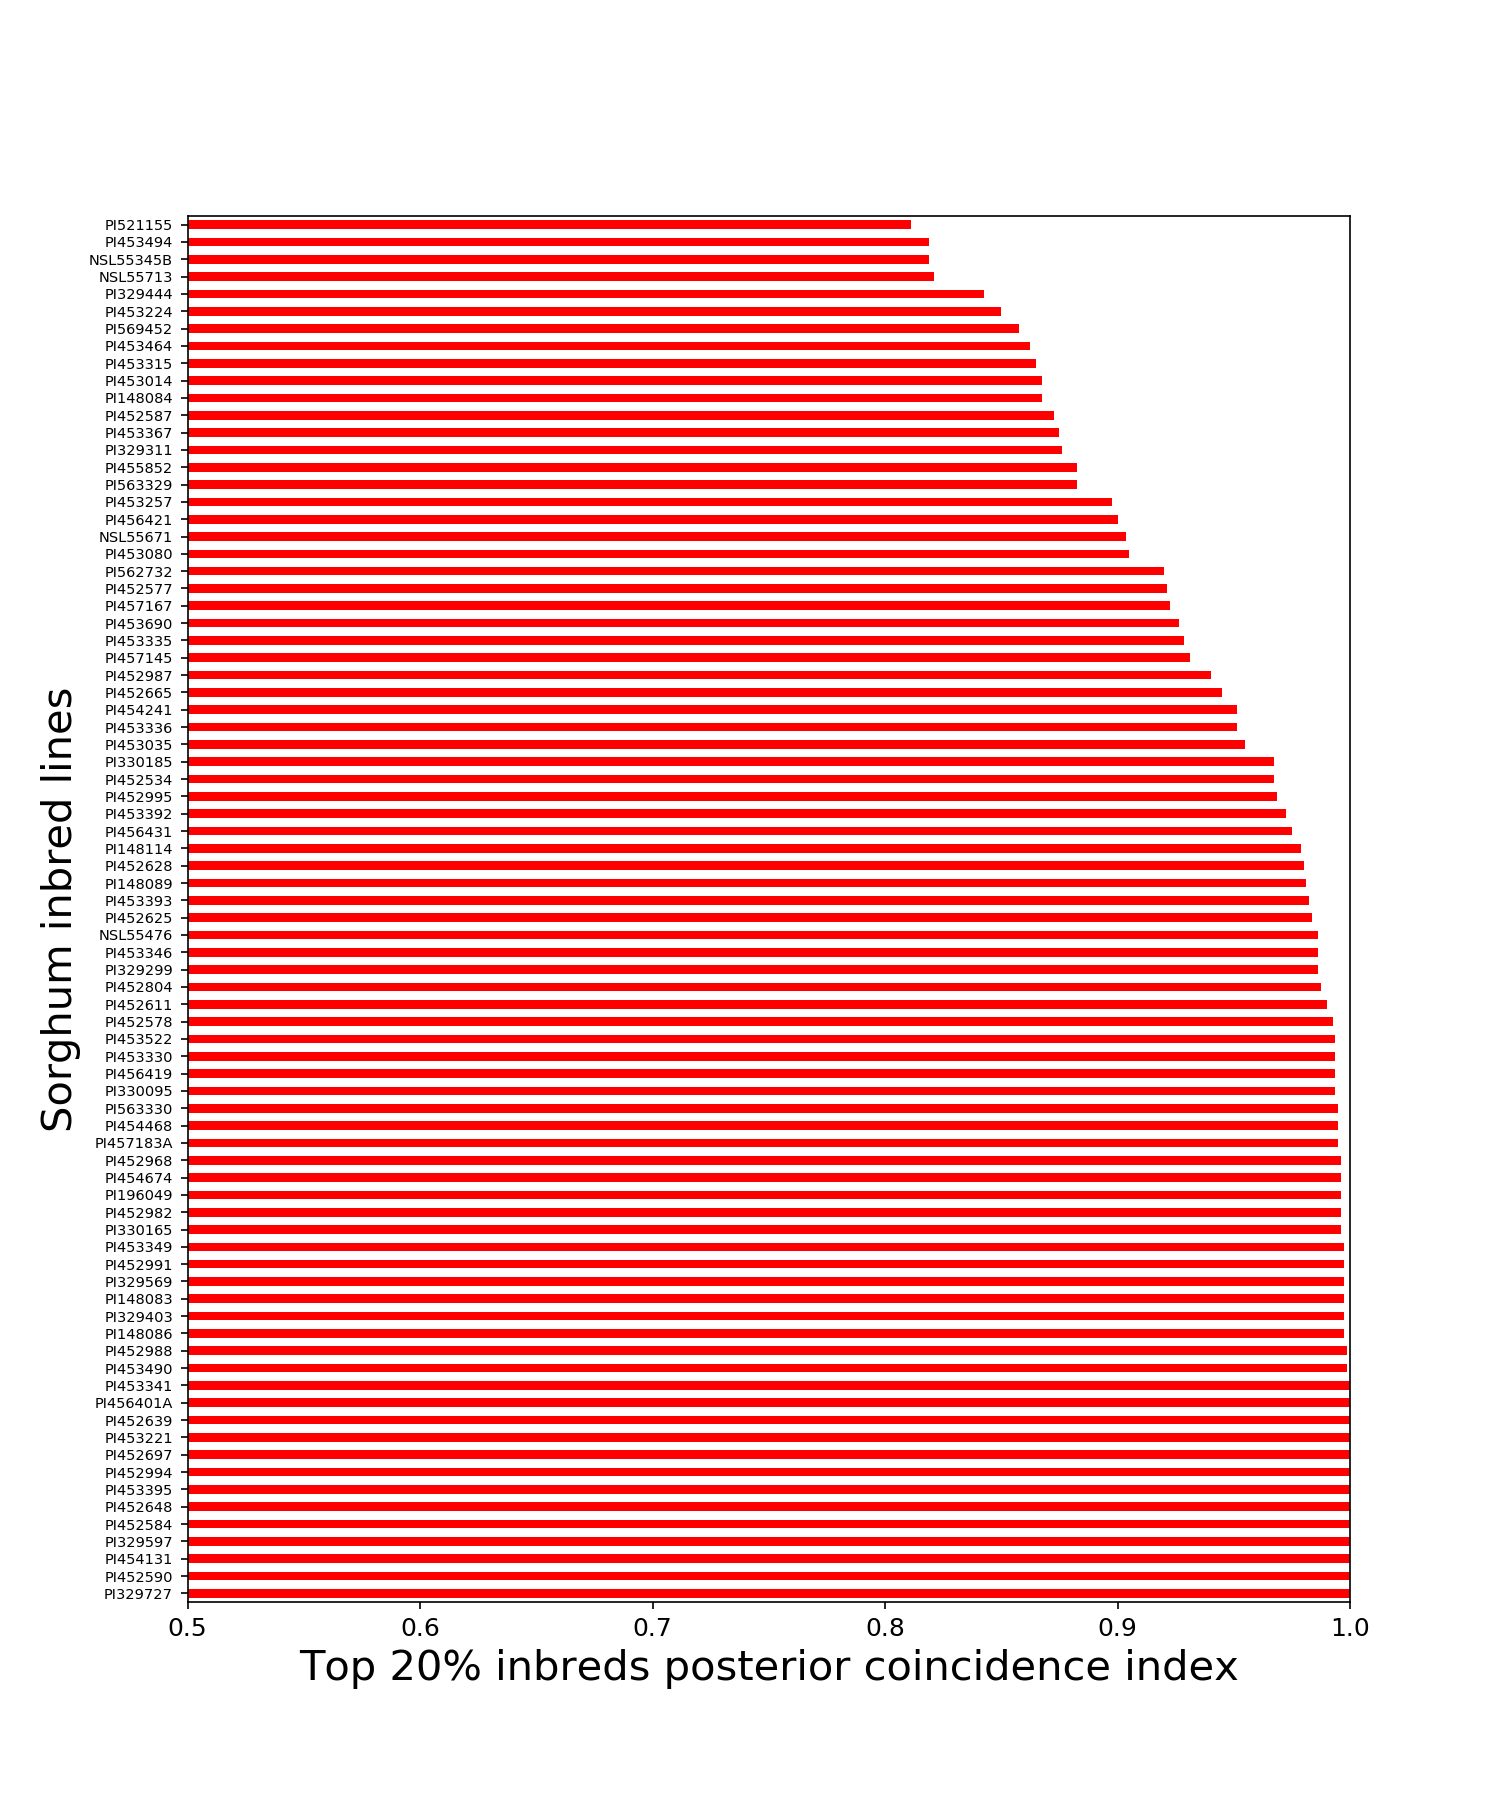 PI521155
PI453494
NSL55345B
NSL55713
PI329444
PI453224
PI569452
PI453464
PI453315
PI453014
PI148084
PI452587
PI453367
PI329311
PI455852
PI563329
PI453257
PI456421
NSL55671
PI453080
PI562732
PI452577
PI457167
PI453690
PI453335
PI457145
PI452987
PI452665
PI454241
PI453336
PI453035
PI330185
PI452534
PI452995
PI453392
PI456431
PI148114
PI452628
PI148089
PI453393
PI452625
NSL55476
PI453346
PI329299
PI452804
PI452611
PI452578
PI453522
PI453330
PI456419
PI330095
PI563330
PI454468
PI457183A
PI452968
PI454674
PI196049
PI452982
PI330165
PI453349
PI452991
PI329569
PI148083
PI329403
PI148086
PI452988
PI453490
PI453341
PI456401A
PI452639
PI453221
PI452697
PI452994
PI453395
PI452648
PI452584
PI329597
PI454131
PI452590
PI329727
Sorghum inbred lines
0.5 0.6 0.7 0.8 0.9 1.0
Top 20% inbreds posterior coincidence index